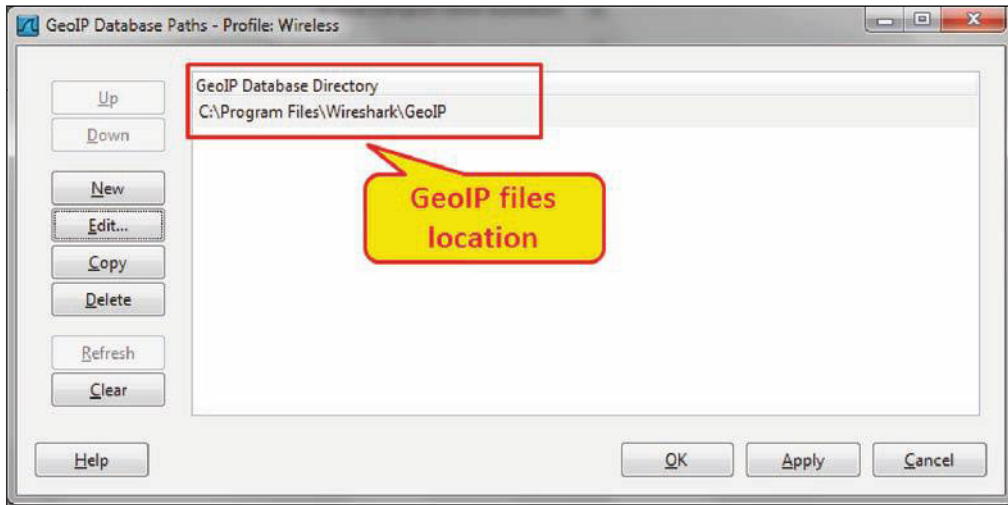 GeoIP Database Paths - Profile: Wireless
Up
Down
New
Edit...
Copy
Delete
Refresh
Clear
GeoIP Database Directory
C:\Program Files\Wireshark\GeoIP
GeoIP files
location
Help
OK
Apply
Cancel